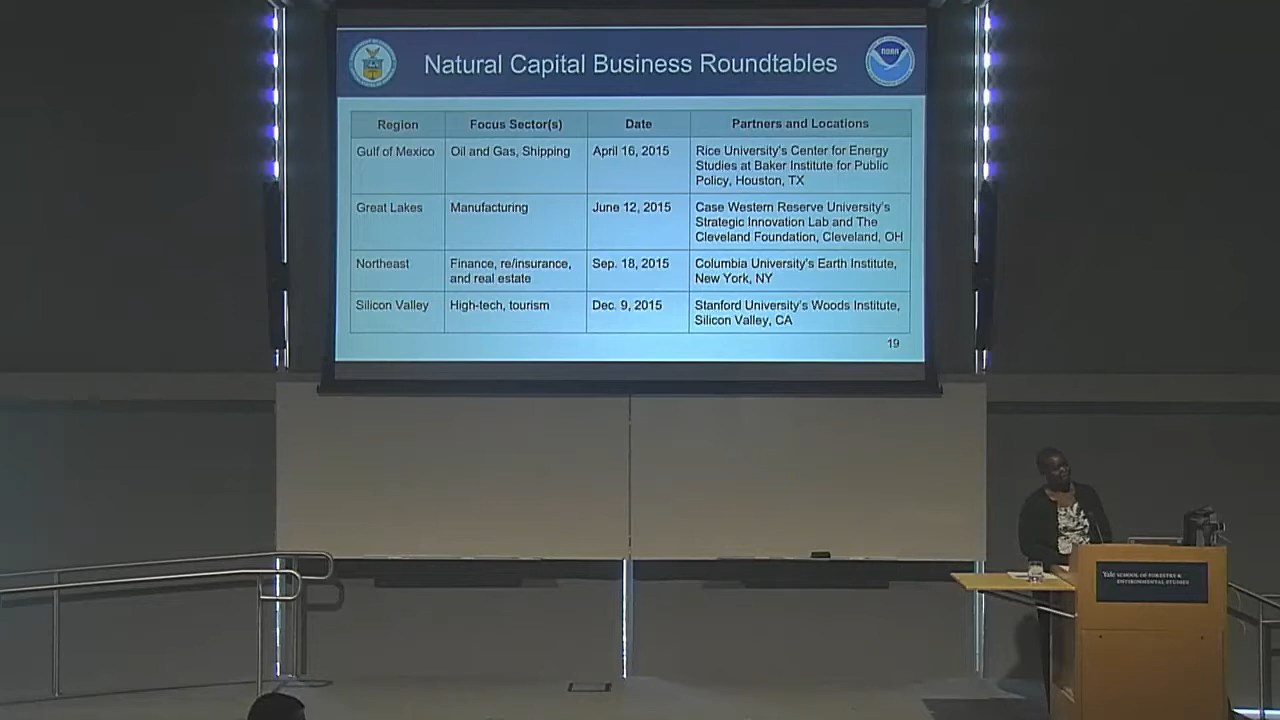 Natural Capital Business Roundtables
NOAA
Region Focus Sector(s) Date Partners and Locations
Gulf of Mexico Oil and Gas, Shipping April 16, 2015 Rice University's Center for Energy
Studies at Baker Institute for Public
Policy, Houston, TX
Great Lakes Manufacturing June 12, 2015 Case Western Reserve University's
Strategic Innovation Lab and The
Cleveland Foundation, Cleveland, OH
Northeast Finance, re/insurance, Sep. 18, 2015 Columbia University's Earth Institute,
and real estate New York, NY
Silicon Valley High-tech, tourism Dec. 9, 2015 Stanford University's Woods Institute,
Silicon Valley, CA
19
Yale SCHOOL OF FORESTRY &
ENVIRONMENTAL STUDIES